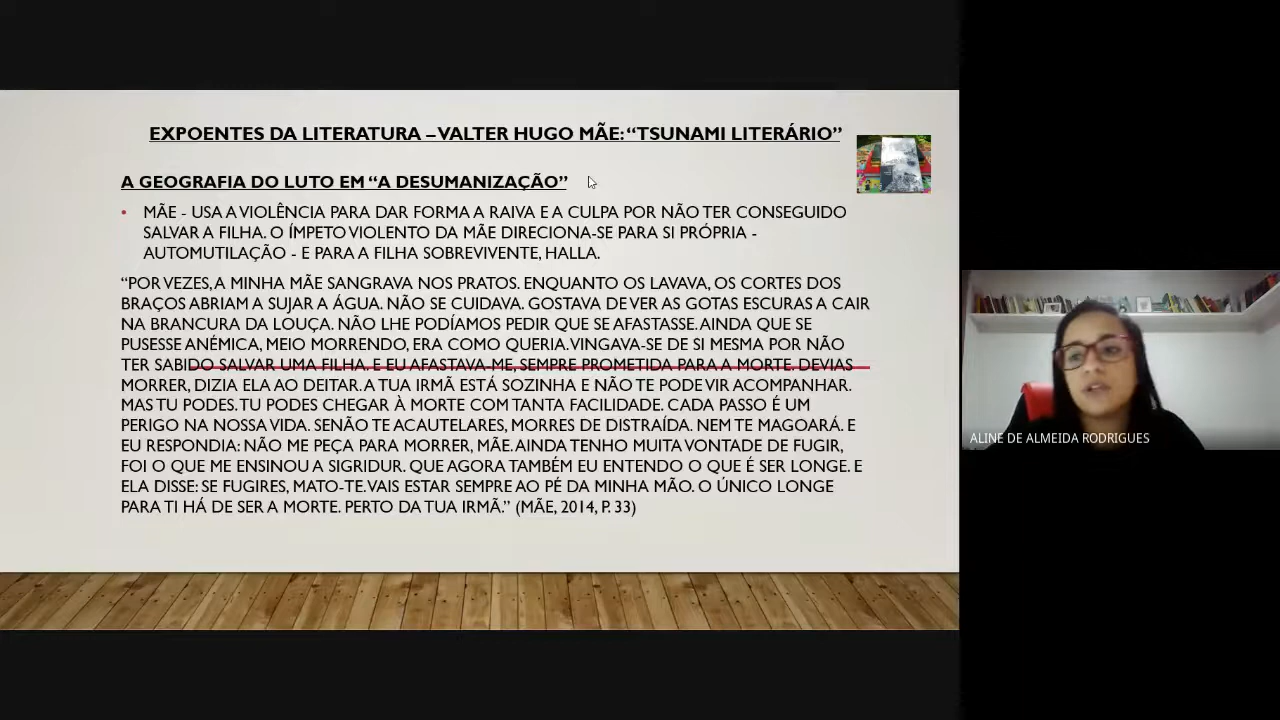 EXPOENTES DA LITERATURA – VALTER HUGO MÃE: “TSUNAMI LITERÁRIO”
A GEOGRAFIA DO LUTO EM “A DESUMANIZAÇÃO”
• MÃE - USA A VIOLÊNCIA PARA DAR FORMA A RAIVA E A CULPA POR NÃO TER CONSEGUIDO
SALVAR A FILHA. O ÍMPETO VIOLENTO DA MÃE DIRECIONA-SE PARA SI PRÓPRIA -
AUTOMUTILAÇÃO - E PARA A FILHA SOBREVIVENTE, HALLA.
“POR VEZES, A MINHA MÃE SANGRAVA NOS PRATOS. ENQUANTO OS LAVAVA, OS CORTES DOS
BRAÇOS ABRIAM A SUJAR A ÁGUA. NÃO SE CUIDAVA. GOSTAVA DE VER AS GOTAS ESCURAS A CAIR
NA BRANCURA DA LOUÇA. NÃO LHE PODÍAMOS PEDIR QUE SE AFASTASSE. AINDA QUE SE
PUSESSE ANÉMICA, MEIO MORRENDO, ERA COMO QUERIA. VINGAVA-SE DE SI MESMA POR NÃO
TER SABIDO SALVAR UMA FILHA. E EU AFASTAVA-ME, SEMPRE PROMETIDA PARA A MORTE. DEVIAS
MORRER, DIZIA ELA AO DEITAR. A TUA IRMÃ ESTÁ SOZINHA E NÃO TE PODE VIR ACOMPANHAR.
MAS TU PODES. TU PODES CHEGAR À MORTE COM TANTA FACILIDADE. CADA PASSO É UM
PERIGO NA NOSSA VIDA. SENÃO TE ACAUTELARES, MORRES DE DISTRAÍDA. NEM TE MAGOARÁ. E
EU RESPONDIA: NÃO ME PEÇA PARA MORRER, MÃE. AINDA TENHO MUITA VONTADE DE FUGIR,
FOI O QUE ME ENSINOU A SIGRIDUR. QUE AGORA TAMBÉM EU ENTENDO O QUE É SER LONGE. E
ELA DISSE: SE FUGIRES, MATO-TE. VAIS ESTAR SEMPRE AO PÉ DA MINHA MÃO. O ÚNICO LONGE
PARA TI HÁ DE SER A MORTE. PERTO DA TUA IRMÃ.” (MÃE, 2014, P. 33)
ALINE DE ALMEIDA RODRIGUES